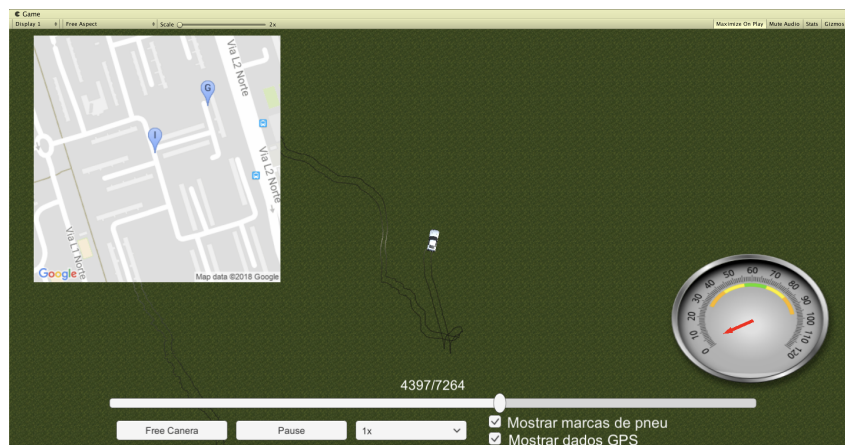 Game
Display 1
Free Aspect
Scale
2x
Maximize On Play
Mute Audio
Stats
Gizmos
Via L2 Norte
G
I
Via L2 Norte
Via L1 Norte
Google
Map data ©2018 Google
0
10
20
30
40
50
60
70
80
90
100
110
120
4397/7264
Free Canera
Pause
1x
Mostrar marcas de pneu
Mostrar dados GPS